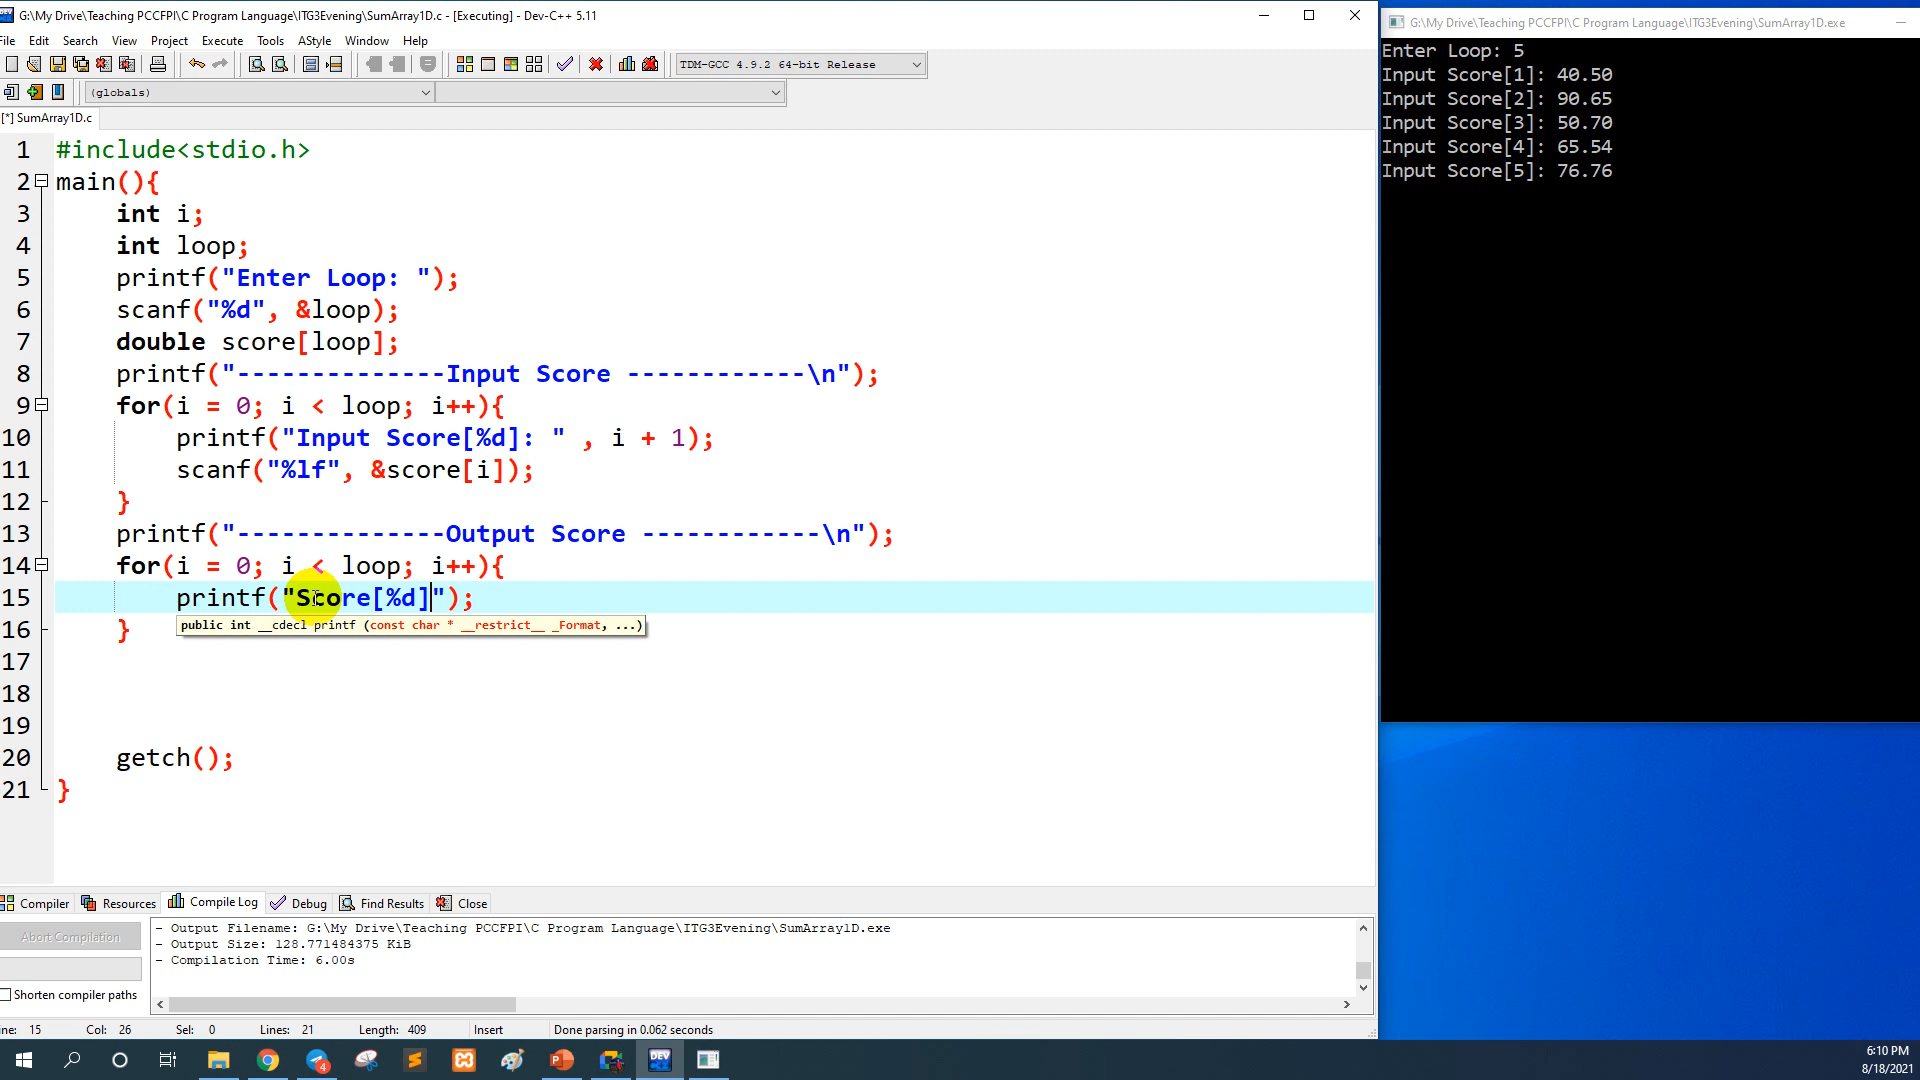 G:\My Drive\Teaching PCCFPI\C Program Language\ITG3Evening\SumArray1D.c - [Executing] - Dev-C++ 5.11
File Edit Search View Project Execute Tools AStyle Window Help
TDM-GCC 4.9.2 64-bit Release
(globals)
[*] SumArray1D.c
1 #include<stdio.h>
2 main(){
3 int i;
4 int loop;
5 printf("Enter Loop: ");
6 scanf("%d", &loop);
7 double score[loop];
8 printf("--------------Input Score ------------\n");
9 for(i = 0; i < loop; i++){
10 printf("Input Score[%d]: " , i + 1);
11 scanf("%lf", &score[i]);
12 }
13 printf("--------------Output Score ------------\n");
14 for(i = 0; i < loop; i++){
15 printf("Score[%d]");
public int __cdecl printf (const char * __restrict__ _Format, ...)
16 }
17
18
19
20 getch();
21 }
Compiler Resources Compile Log Debug Find Results Close
Abort Compilation
Shorten compiler paths
- Output Filename: G:\My Drive\Teaching PCCFPI\C Program Language\ITG3Evening\SumArray1D.exe
- Output Size: 128.771484375 KiB
- Compilation Time: 6.00s
ine: 15 Col: 26 Sel: 0 Lines: 21 Length: 409 Insert Done parsing in 0.062 seconds
G:\My Drive\Teaching PCCFPI\C Program Language\ITG3Evening\SumArray1D.exe
Enter Loop: 5
Input Score[1]: 40.50
Input Score[2]: 90.65
Input Score[3]: 50.70
Input Score[4]: 65.54
Input Score[5]: 76.76
4
DEV
6:10 PM
8/18/2021